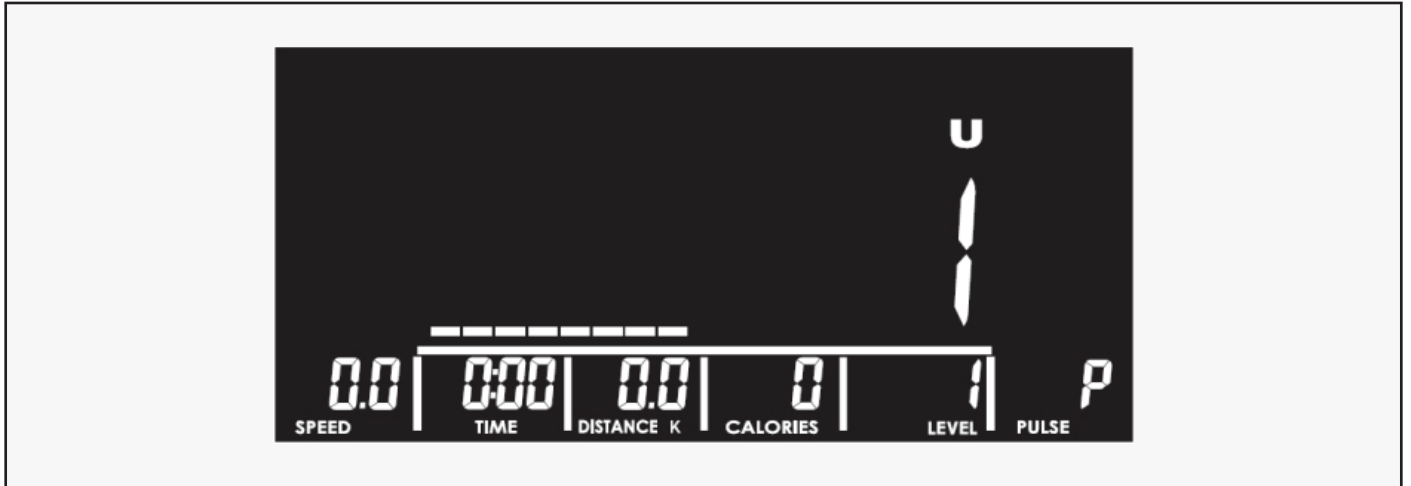 U
1
0.0 0:00 0.0 0 1 P
SPEED TIME DISTANCE K CALORIES LEVEL PULSE